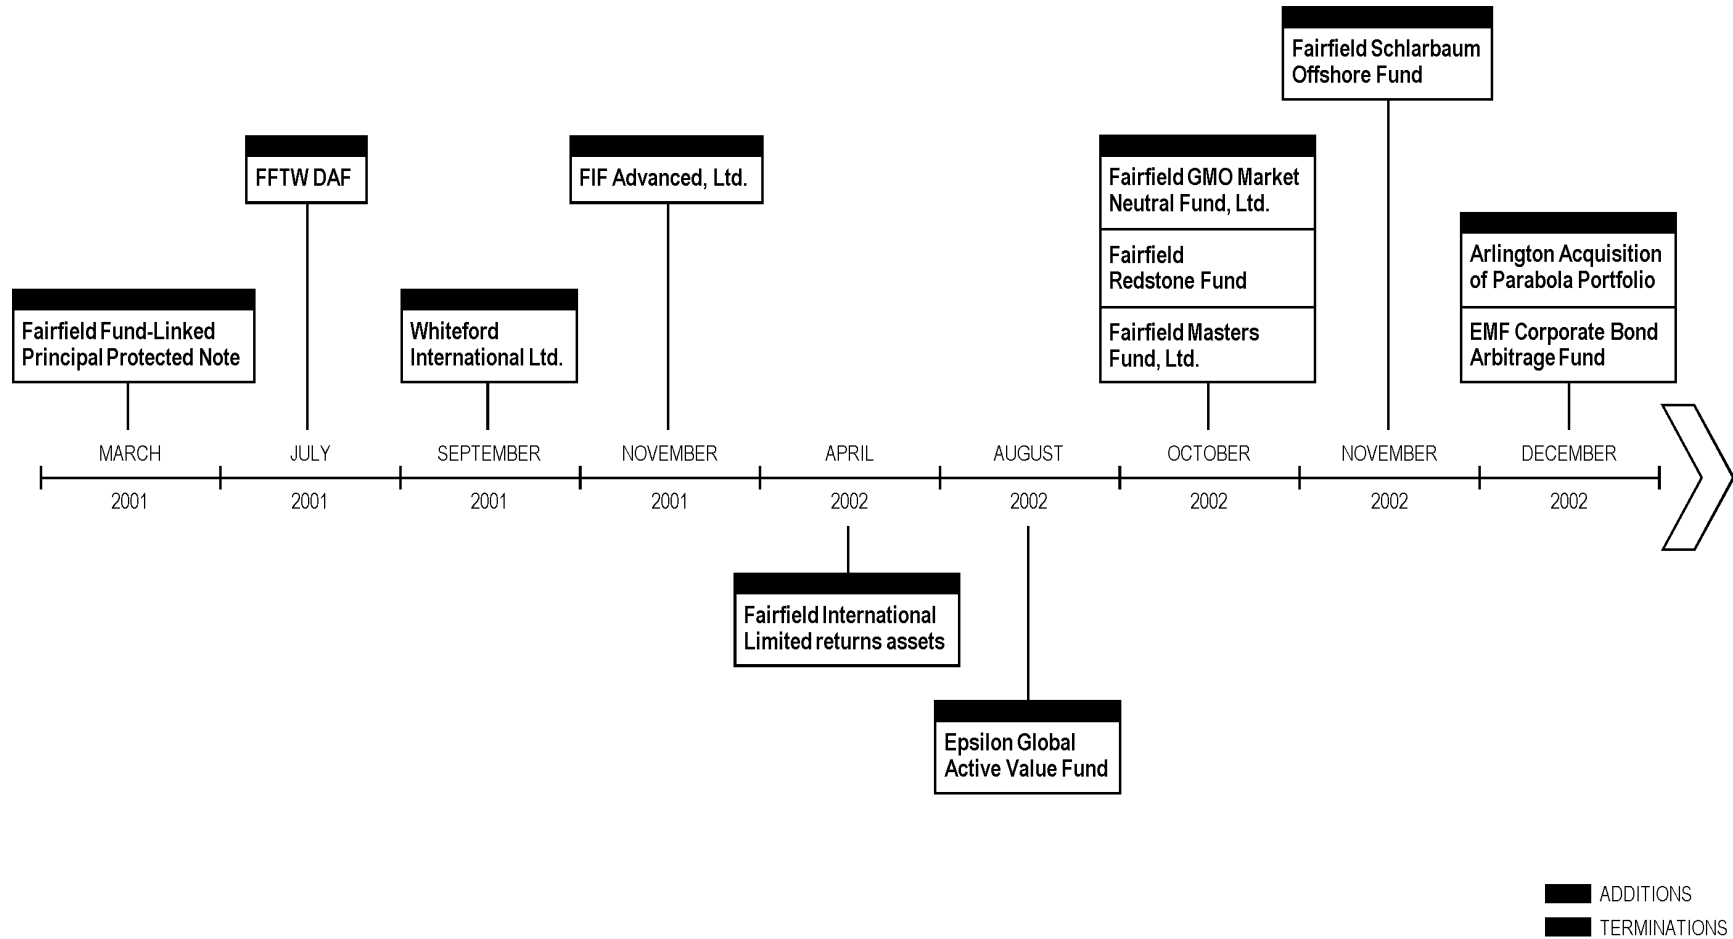 Fairfield Schlarbaum
Offshore Fund
FFTW DAF
FIF Advanced, Ltd.
Fairfield GMO Market
Neutral Fund, Ltd.
Fairfield
Redstone Fund
Fairfield Masters
Fund, Ltd.
Arlington Acquisition
of Parabola Portfolio
EMF Corporate Bond
Arbitrage Fund
Fairfield Fund-Linked
Principal Protected Note
Whiteford
International Ltd.
MARCH
JULY
SEPTEMBER
NOVEMBER
APRIL
AUGUST
OCTOBER
NOVEMBER
DECEMBER
2001
2001
2001
2001
2002
2002
2002
2002
2002
Fairfield International
Limited returns assets
Epsilon Global
Active Value Fund
ADDITIONS
TERMINATIONS